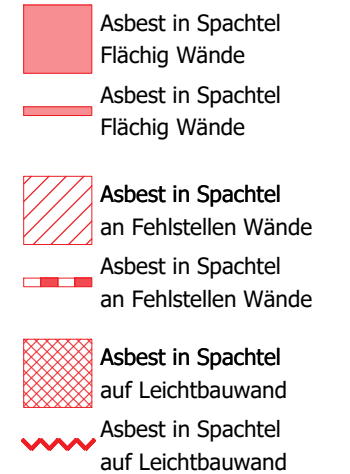 Asbest in Spachtel
Flächig Wände
Asbest in Spachtel
Flächig Wände
Asbest in Spachtel
an Fehlstellen Wände
Asbest in Spachtel
an Fehlstellen Wände
Asbest in Spachtel
auf Leichtbauwand
Asbest in Spachtel
auf Leichtbauwand